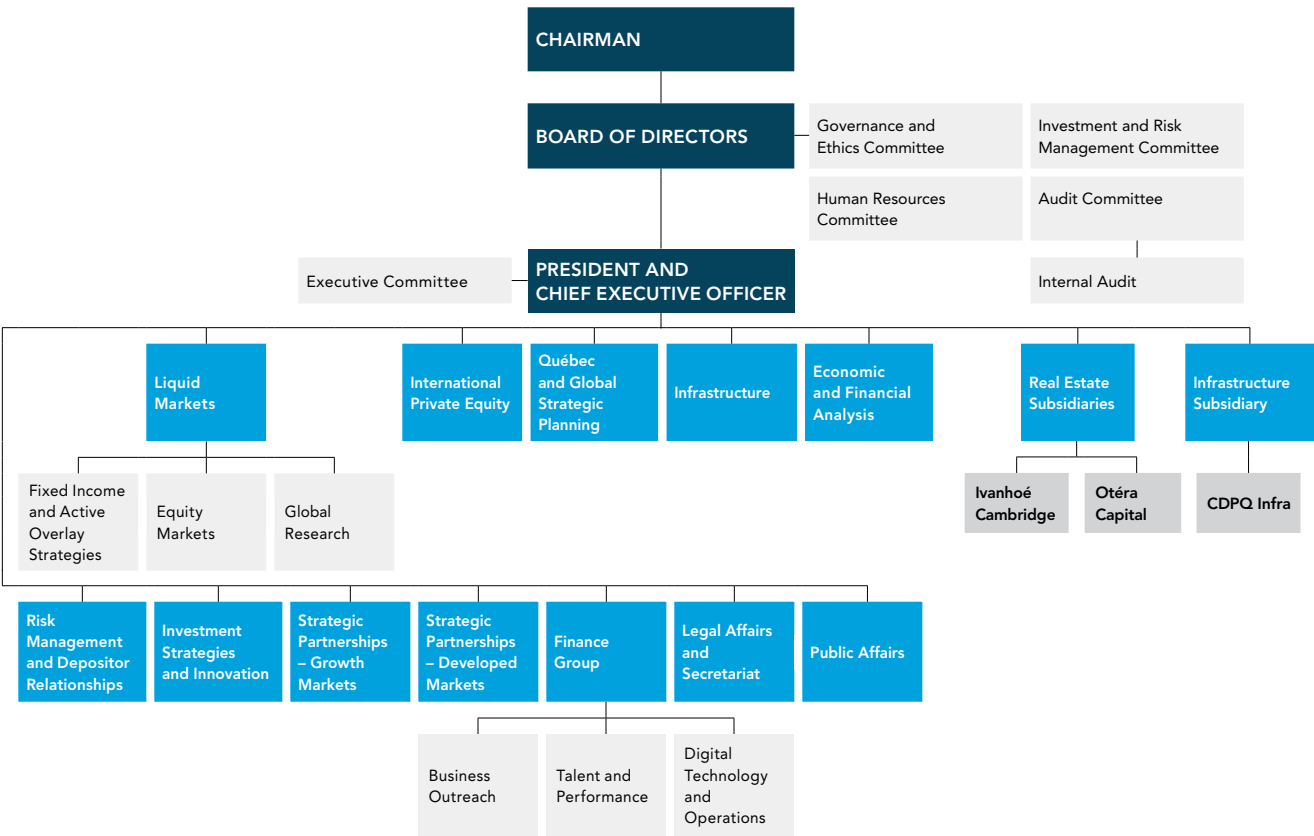 CHAIRMAN
BOARD OF DIRECTORS
Governance and
Ethics Committee
Investment and Risk
Management Committee
Human Resources
Committee
Audit Committee
Executive Committee
PRESIDENT AND
CHIEF EXECUTIVE OFFICER
Internal Audit
Liquid
Markets
International
Private Equity
Québec
and Global
Strategic
Planning
Infrastructure
Economic
and Financial
Analysis
Real Estate
Subsidiaries
Infrastructure
Subsidiary
Fixed Income
and Active
Overlay
Strategies
Equity
Markets
Global
Research
Ivanhoé
Cambridge
Otéra
Capital
CDPQ Infra
Risk
Management
and Depositor
Relationships
Investment
Strategies
and Innovation
Strategic
Partnerships
– Growth
Markets
Strategic
Partnerships
– Developed
Markets
Finance
Group
Legal Affairs
and
Secretariat
Public Affairs
Business
Outreach
Talent and
Performance
Digital
Technology
and
Operations